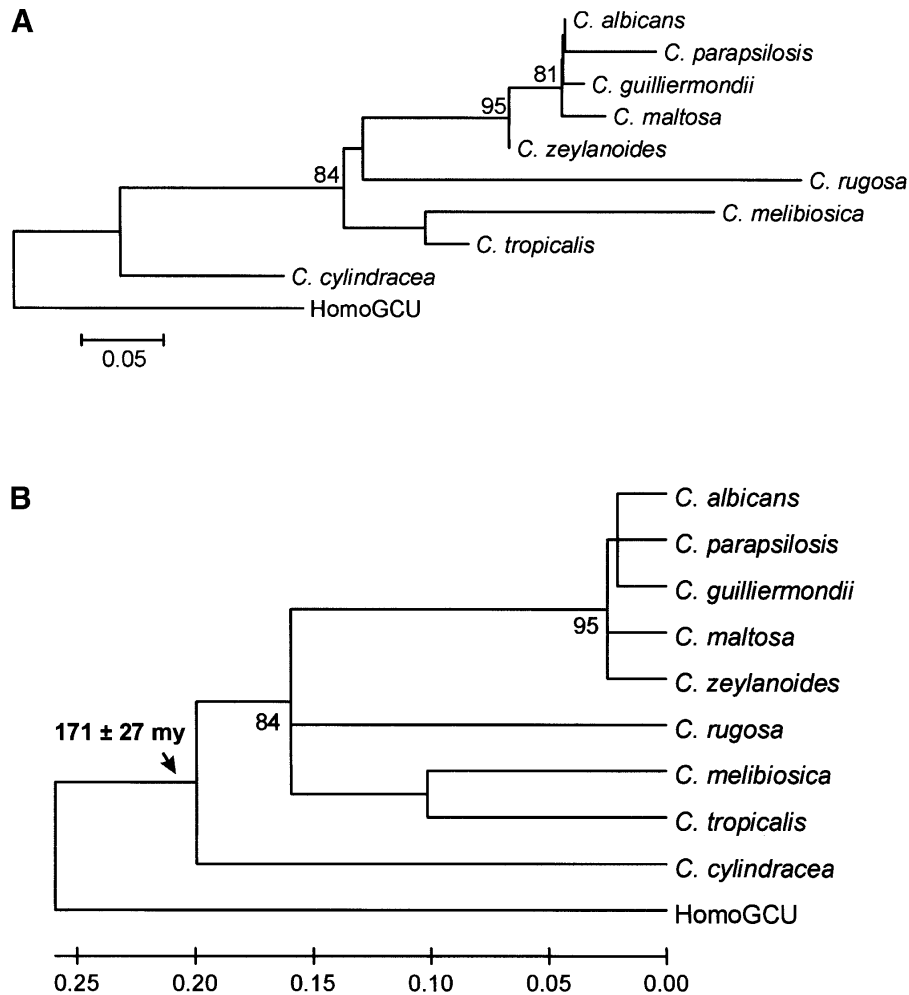 A
C. albicans
C. parapsilosis
81
C. guilliermondii
95
C. maltosa
C. zeylanoides
84
C. rugosa
C. melibiosica
C. tropicalis
C. cylindracea
HomoGCU
0.05
B
C. albicans
C. parapsilosis
C. guilliermondii
95
C. maltosa
C. zeylanoides
84
C. rugosa
171 ± 27 my
C. melibiosica
C. tropicalis
C. cylindracea
HomoGCU
0.25 0.20 0.15 0.10 0.05 0.00